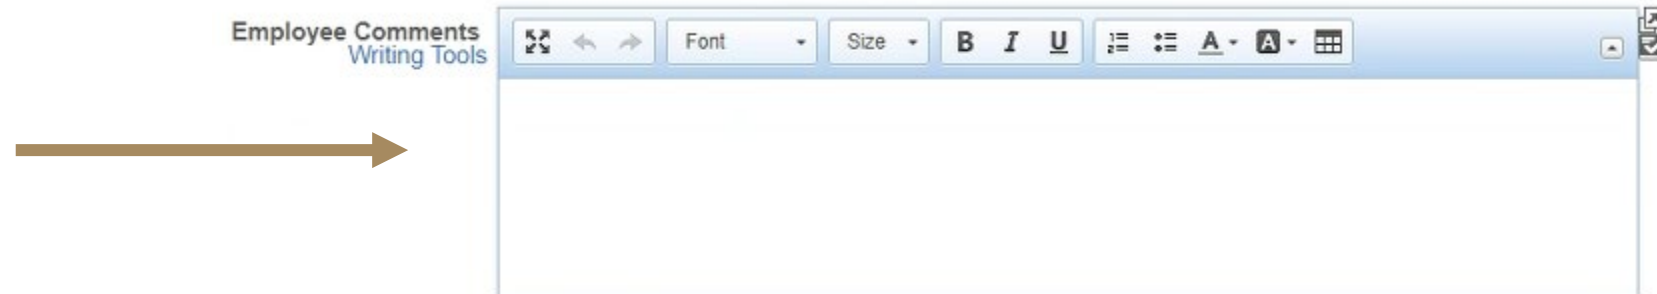 Employee Comments
Writing Tools
Font
Size
B I U
A
A